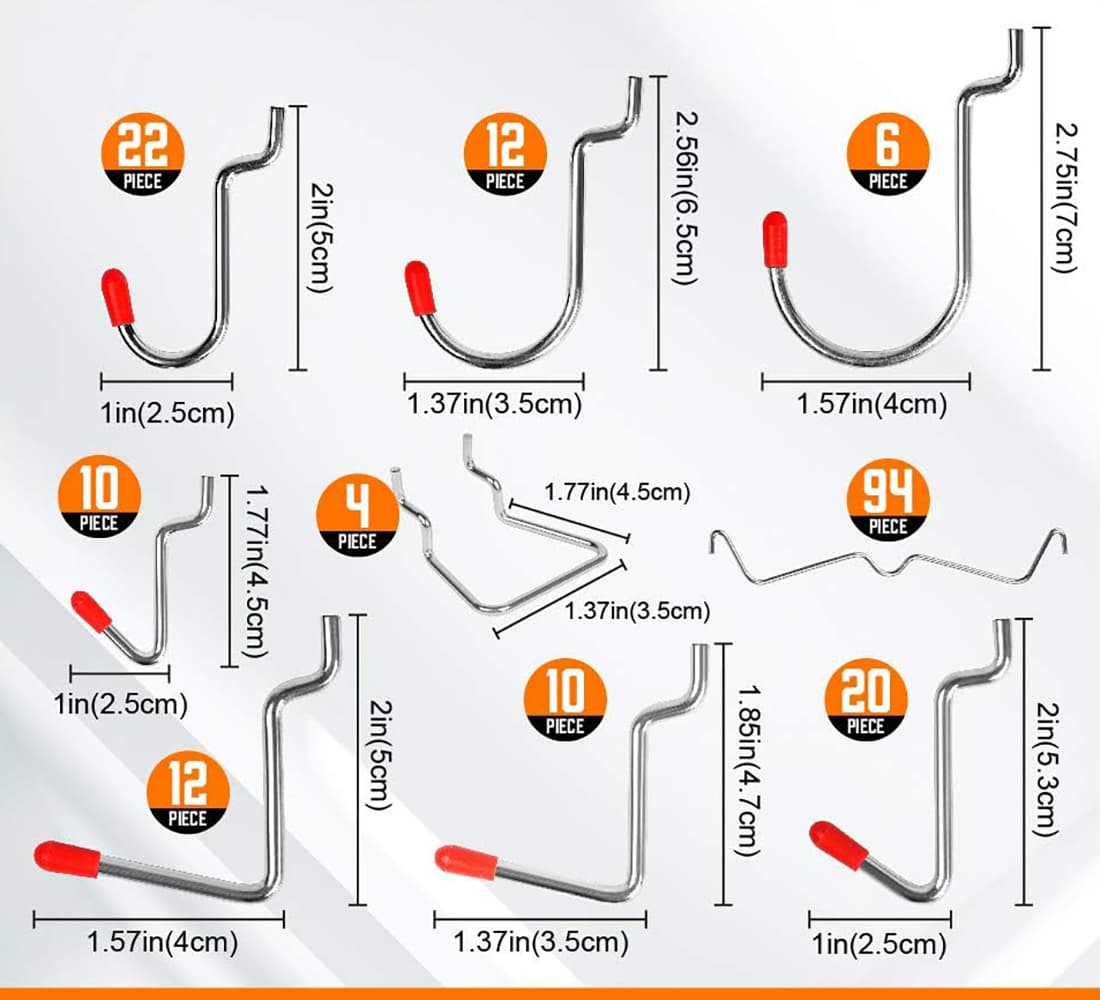 22
PIECE
2in(5cm)
1in(2.5cm)
12
PIECE
2.56in(6.5cm)
1.37in(3.5cm)
6
PIECE
2.75in(7cm)
1.57in(4cm)
10
PIECE
1.77in(4.5cm)
1in(2.5cm)
4
PIECE
1.77in(4.5cm)
1.37in(3.5cm)
94
PIECE
12
PIECE
2in(5cm)
1.57in(4cm)
10
PIECE
1.85in(4.7cm)
1.37in(3.5cm)
20
PIECE
2in(5.3cm)
1in(2.5cm)